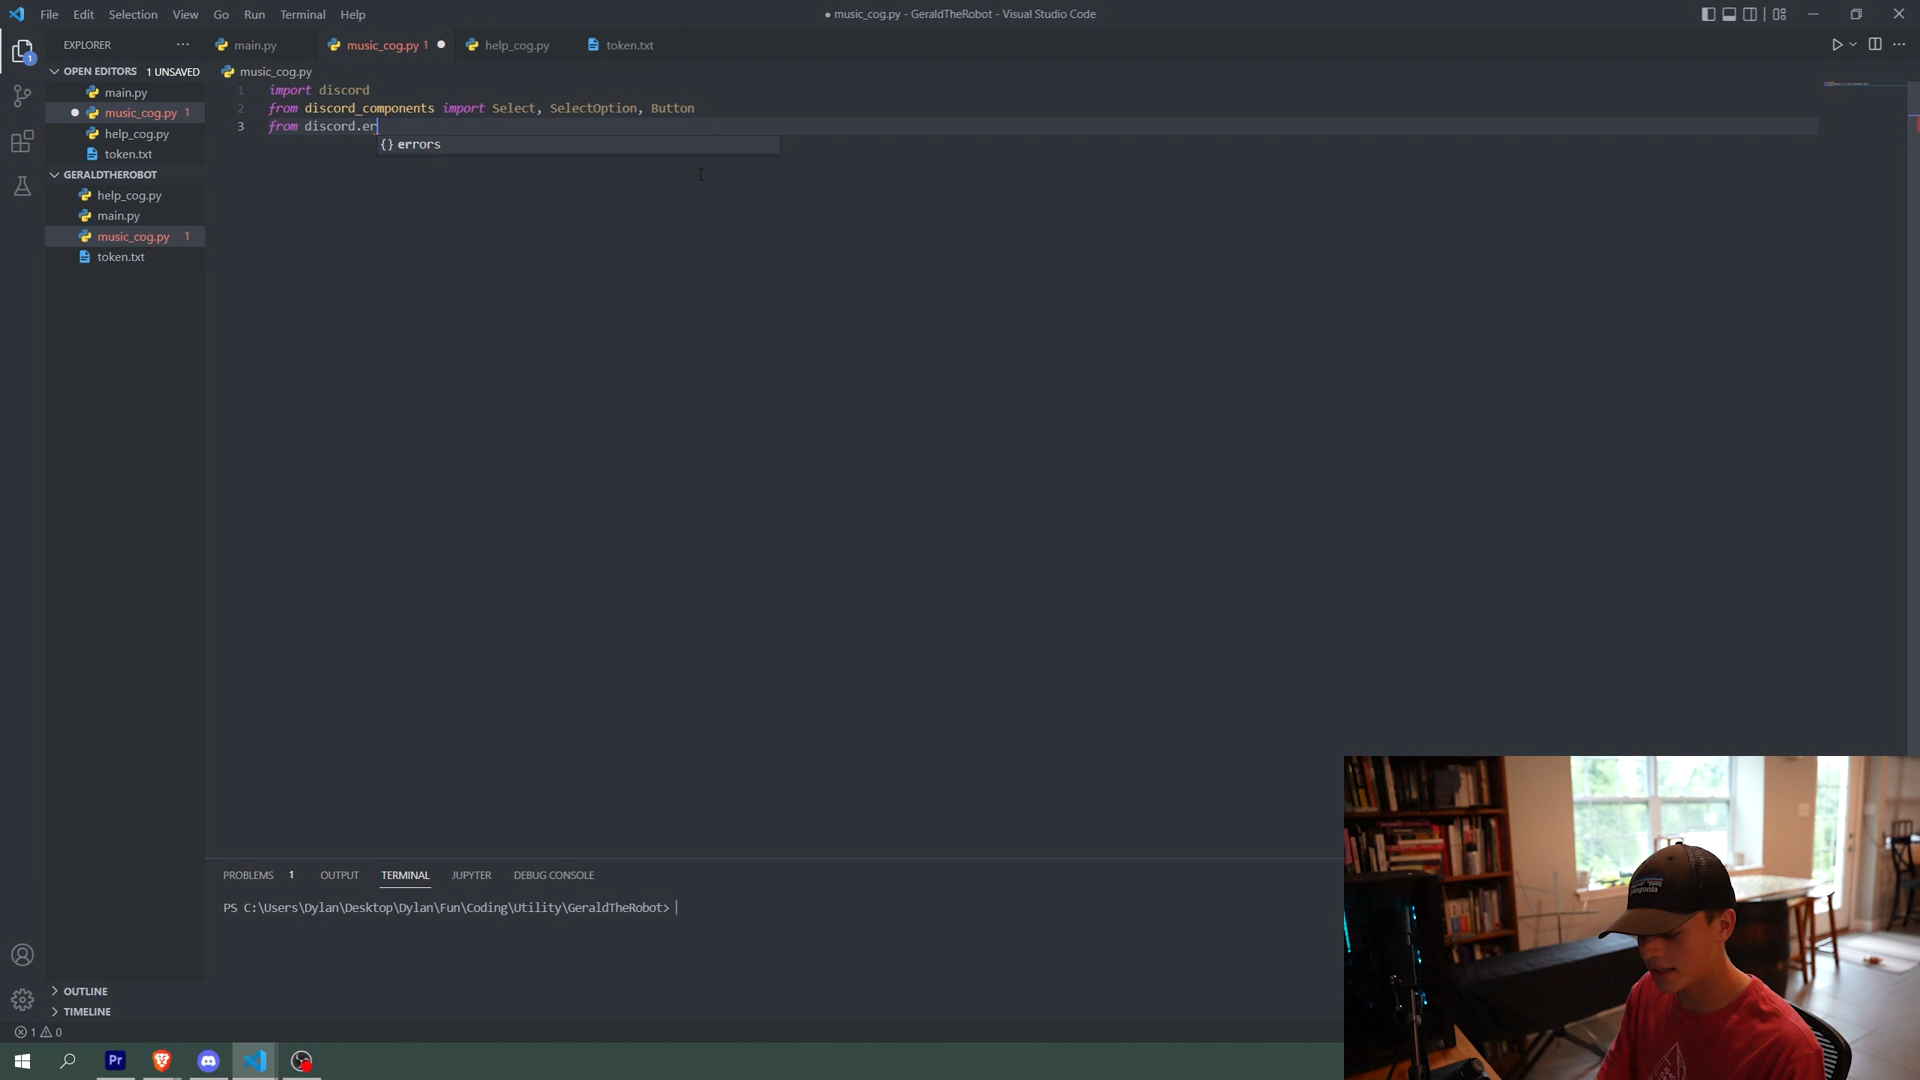 File Edit Selection View Go Run Terminal Help
● music_cog.py - GeraldTheRobot - Visual Studio Code
EXPLORER
main.py
music_cog.py 1
help_cog.py
token.txt
OPEN EDITORS 1 UNSAVED
main.py
music_cog.py 1
help_cog.py
token.txt
GERALDTHEROBOT
help_cog.py
main.py
music_cog.py 1
token.txt
OUTLINE
TIMELINE
1
music_cog.py
1 import discord
2 from discord_components import Select, SelectOption, Button
3 from discord.er
{} errors
PROBLEMS 1 OUTPUT TERMINAL JUPYTER DEBUG CONSOLE
PS C:\Users\Dylan\Desktop\Dylan\Fun\Coding\Utility\GeraldTheRobot>
1 0
Pr
patagonia